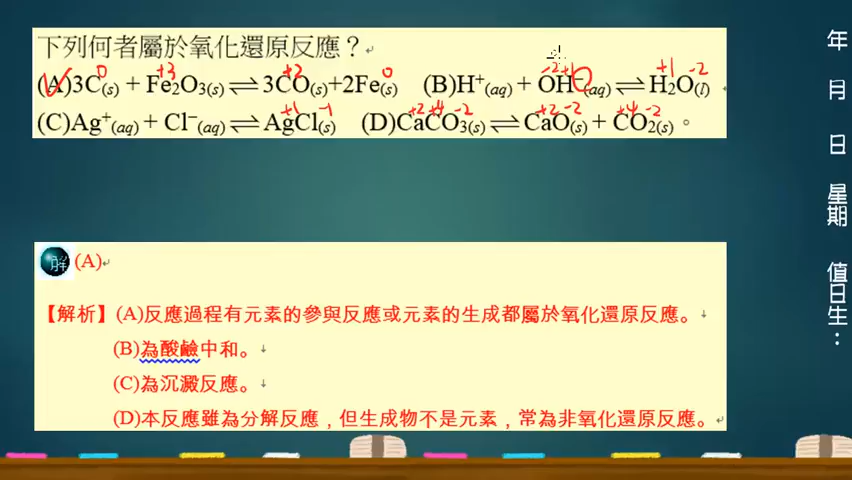 下列何者屬於氧化還原反應？
(A)3C(s) + Fe2O3(s) ⇌ 3CO(s)+2Fe(s) (B)H+(aq) + OH−(aq) ⇌ H2O(l)
0 +3 +2 0 -2 +1 +1 -2
(C)Ag+(aq) + Cl−(aq) ⇌ AgCl(s) (D)CaCO3(s) ⇌ CaO(s) + CO2(s)。
+1 -1 +2 +4 -2 +2 -2 +4 -2
解 (A)
【解析】(A)反應過程有元素的參與反應或元素的生成都屬於氧化還原反應。
(B)為酸鹼中和。
(C)為沉澱反應。
(D)本反應雖為分解反應，但生成物不是元素，常為非氧化還原反應。
年
月
日
星期
值日生：